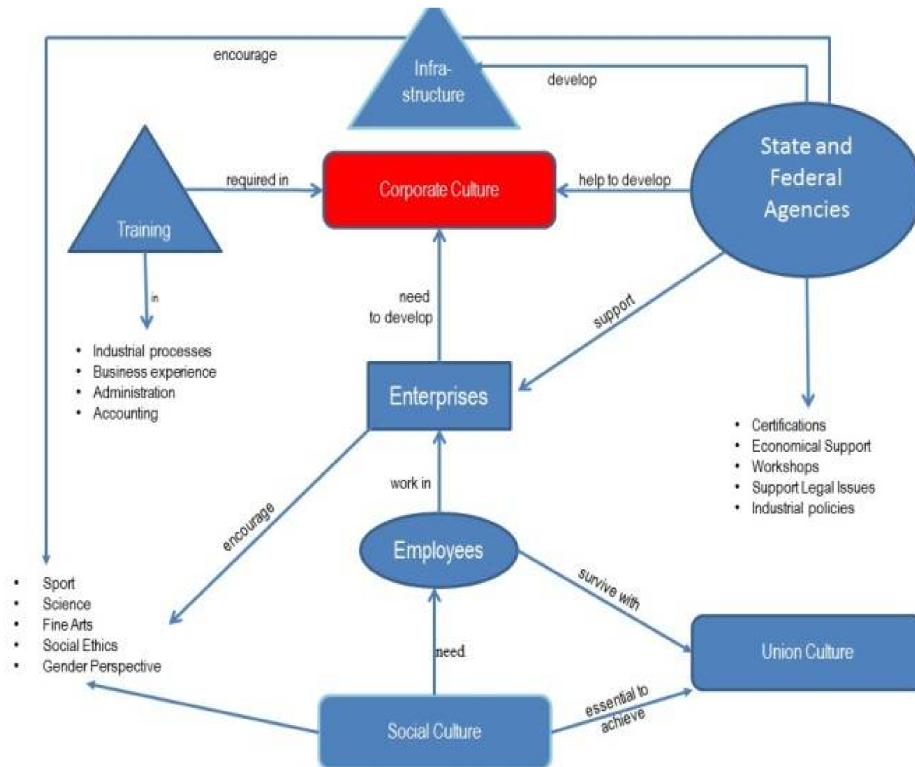 encourage
Infra-
structure
develop
State and
Federal
Agencies
required in
Corporate Culture
help to develop
Training
in
need
to develop
support
• Industrial processes
• Business experience
• Administration
• Accounting
Enterprises
• Certifications
• Economical Support
• Workshops
• Support Legal Issues
• Industrial policies
work in
encourage
Employees
survive with
• Sport
• Science
• Fine Arts
• Social Ethics
• Gender Perspective
need
Union Culture
essential to
achieve
Social Culture